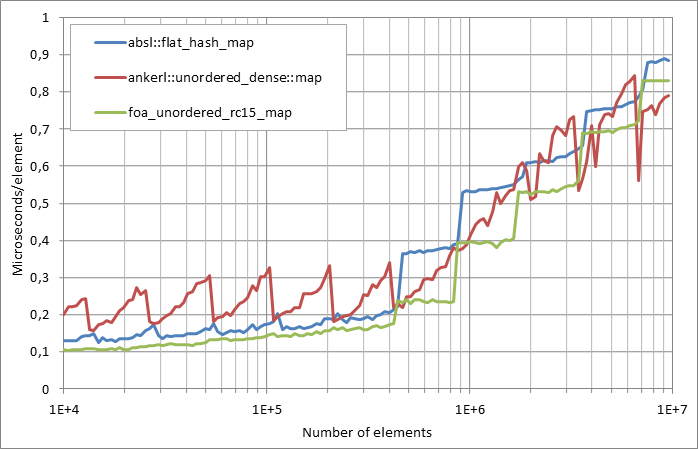 1
0,9
0,8
0,7
0,6
0,5
0,4
0,3
0,2
0,1
0
Microseconds/element
absl::flat_hash_map
ankerl::unordered_dense::map
foa_unordered_rc15_map
1E+4 1E+5 1E+6 1E+7
Number of elements